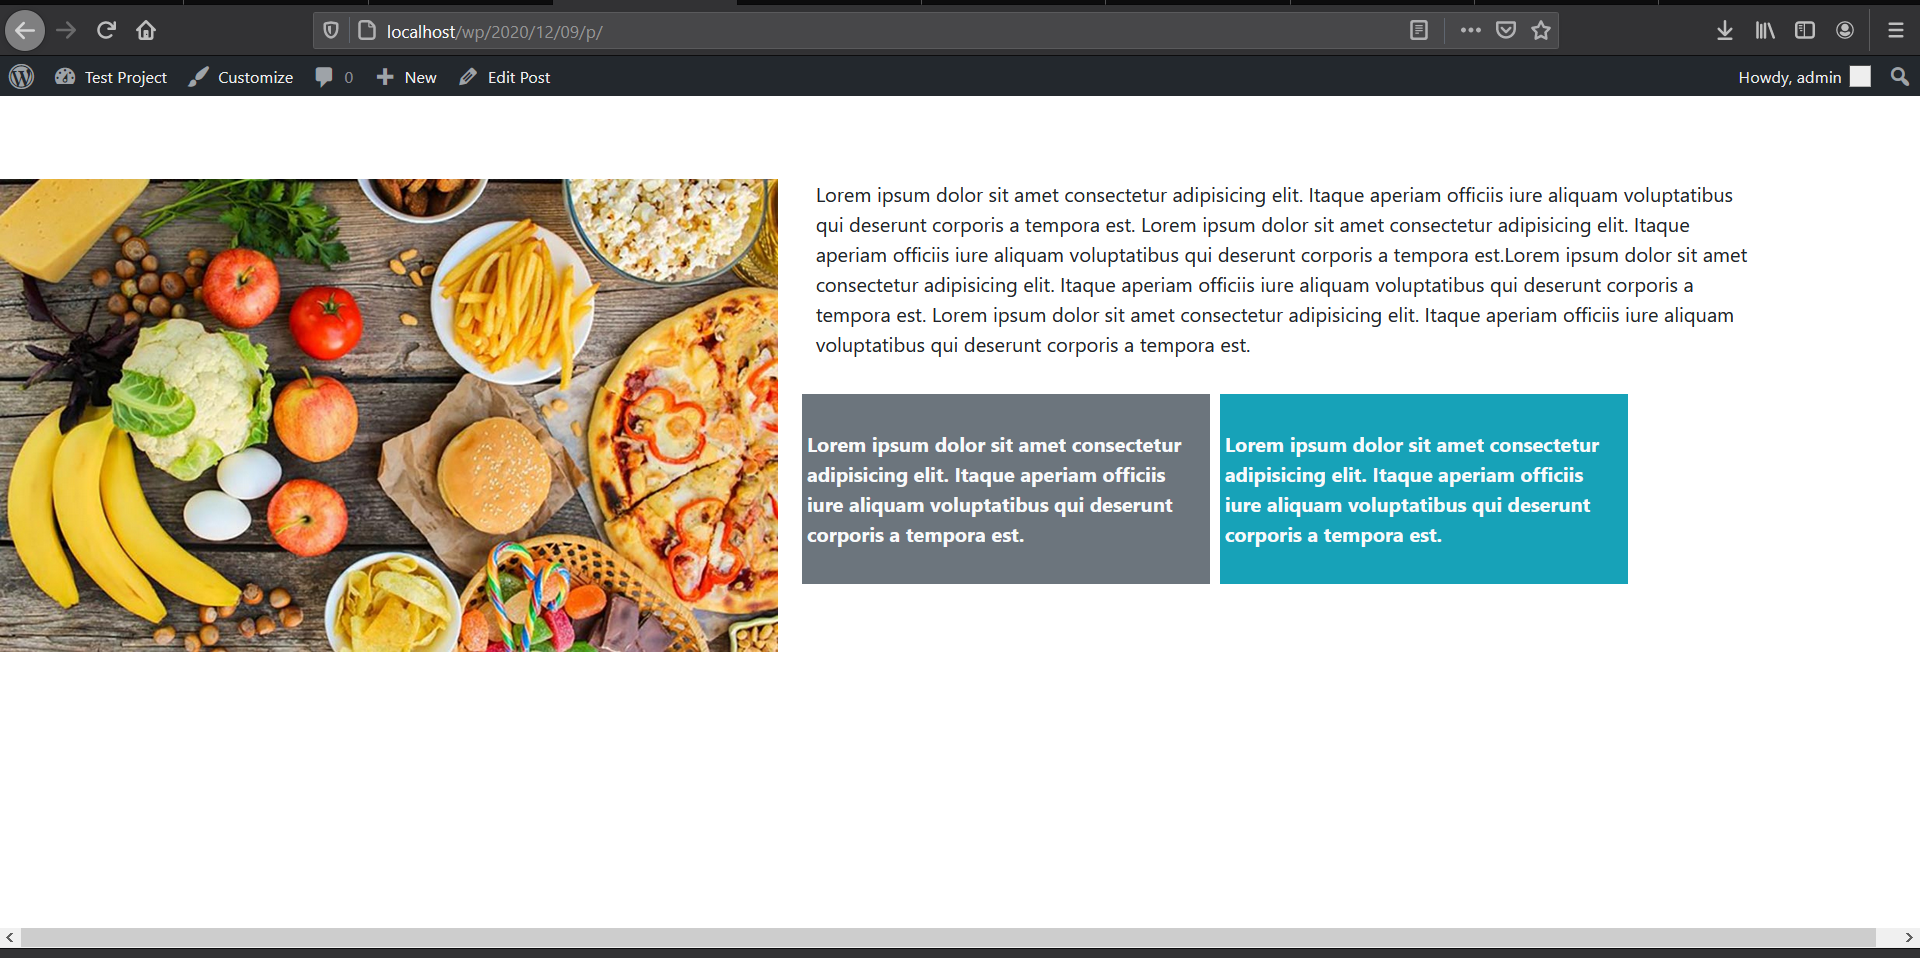 localhost/wp/2020/12/09/p/
Test Project Customize 0 New Edit Post Howdy, admin
Lorem ipsum dolor sit amet consectetur adipisicing elit. Itaque aperiam officiis iure aliquam voluptatibus
qui deserunt corporis a tempora est. Lorem ipsum dolor sit amet consectetur adipisicing elit. Itaque
aperiam officiis iure aliquam voluptatibus qui deserunt corporis a tempora est.Lorem ipsum dolor sit amet
consectetur adipisicing elit. Itaque aperiam officiis iure aliquam voluptatibus qui deserunt corporis a
tempora est. Lorem ipsum dolor sit amet consectetur adipisicing elit. Itaque aperiam officiis iure aliquam
voluptatibus qui deserunt corporis a tempora est.
Lorem ipsum dolor sit amet consectetur
adipisicing elit. Itaque aperiam officiis
iure aliquam voluptatibus qui deserunt
corporis a tempora est.
Lorem ipsum dolor sit amet consectetur
adipisicing elit. Itaque aperiam officiis
iure aliquam voluptatibus qui deserunt
corporis a tempora est.